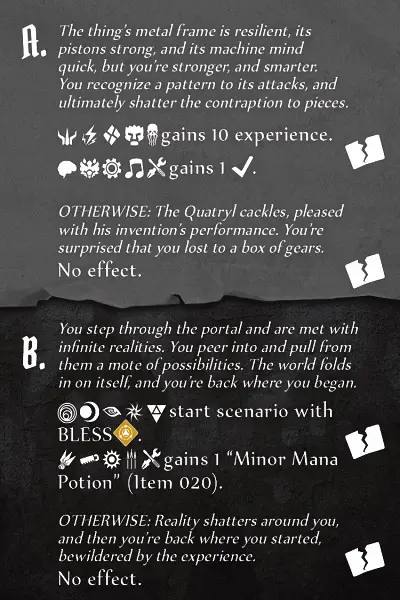 A.
The thing's metal frame is resilient, its
pistons strong, and its machine mind
quick, but you're stronger, and smarter.
You recognize a pattern to its attacks, and
ultimately shatter the contraption to pieces.
gains 10 experience.
gains 1 ✓.
OTHERWISE: The Quatryl cackles, pleased
with his invention's performance. You're
surprised that you lost to a box of gears.
No effect.
B.
You step through the portal and are met with
infinite realities. You peer into and pull from
them a mote of possibilities. The world folds
in on itself, and you're back where you began.
start scenario with
BLESS.
gains 1 “Minor Mana
Potion” (Item 020).
OTHERWISE: Reality shatters around you,
and then you're back where you started,
bewildered by the experience.
No effect.